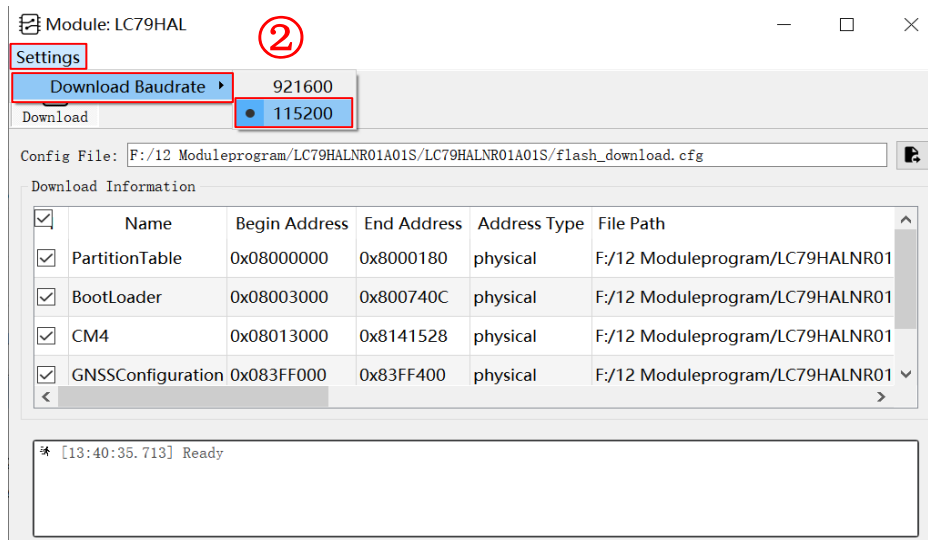 Module: LC79HAL
②
Settings
Download Baudrate
921600
115200
Download
Config File: F:/12 Moduleprogram/LC79HALNR01A01S/LC79HALNR01A01S/flash_download.cfg
Download Information
Name Begin Address End Address Address Type File Path
PartitionTable 0x08000000 0x8000180 physical F:/12 Moduleprogram/LC79HALNR01
BootLoader 0x08003000 0x800740C physical F:/12 Moduleprogram/LC79HALNR01
CM4 0x08013000 0x8141528 physical F:/12 Moduleprogram/LC79HALNR01
GNSSConfiguration 0x083FF000 0x83FF400 physical F:/12 Moduleprogram/LC79HALNR01
[13:40:35.713] Ready